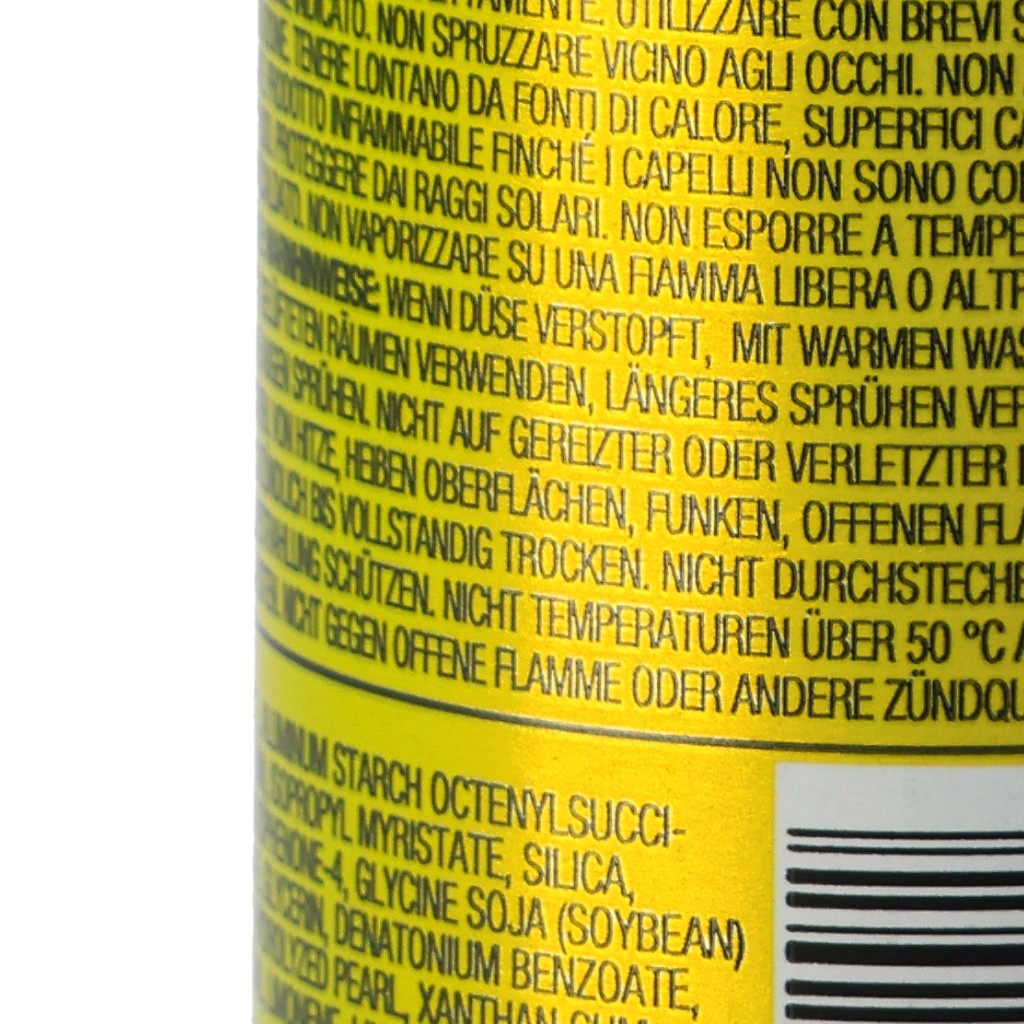 UTILIZZARE CON BREVI
NON SPRUZZARE VICINO AGLI OCCHI. NON
TENERE LONTANO DA FONTI DI CALORE, SUPERFICI
INFIAMMABILE FINCHÉ I CAPELLI NON SONO
PROTEGGERE DAI RAGGI SOLARI. NON ESPORRE A
NON VAPORIZZARE SU UNA FIAMMA LIBERA O
WENN DÜSE VERSTOPFT, MIT WARMEN
RÄUMEN VERWENDEN, LÄNGERES SPRÜHEN
SPRÜHEN. NICHT AUF GEREIZTER ODER VERLETZTER
VON HITZE, HEIBEN OBERFLÄCHEN, FUNKEN, OFFENEN
BIS VOLLSTANDIG TROCKEN. NICHT
SCHÜTZEN. NICHT TEMPERATUREN ÜBER 50 °C
NICHT GEGEN OFFENE FLAMME ODER ANDERE
STARCH OCTENYLSUCCI-
ISOPROPYL MYRISTATE, SILICA,
GLYCINE SOJA (SOYBEAN)
DENATONIUM BENZOATE,
PEARL, XANTHAN GUM